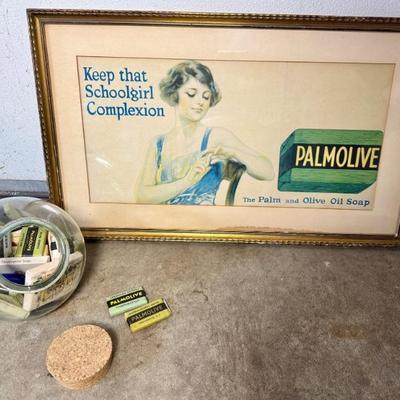 Keep that
Schoolgirl
Complexion
PALMOLIVE
The Palm and Olive Oil Soap
PALMOLIVE
PALMOLIVE